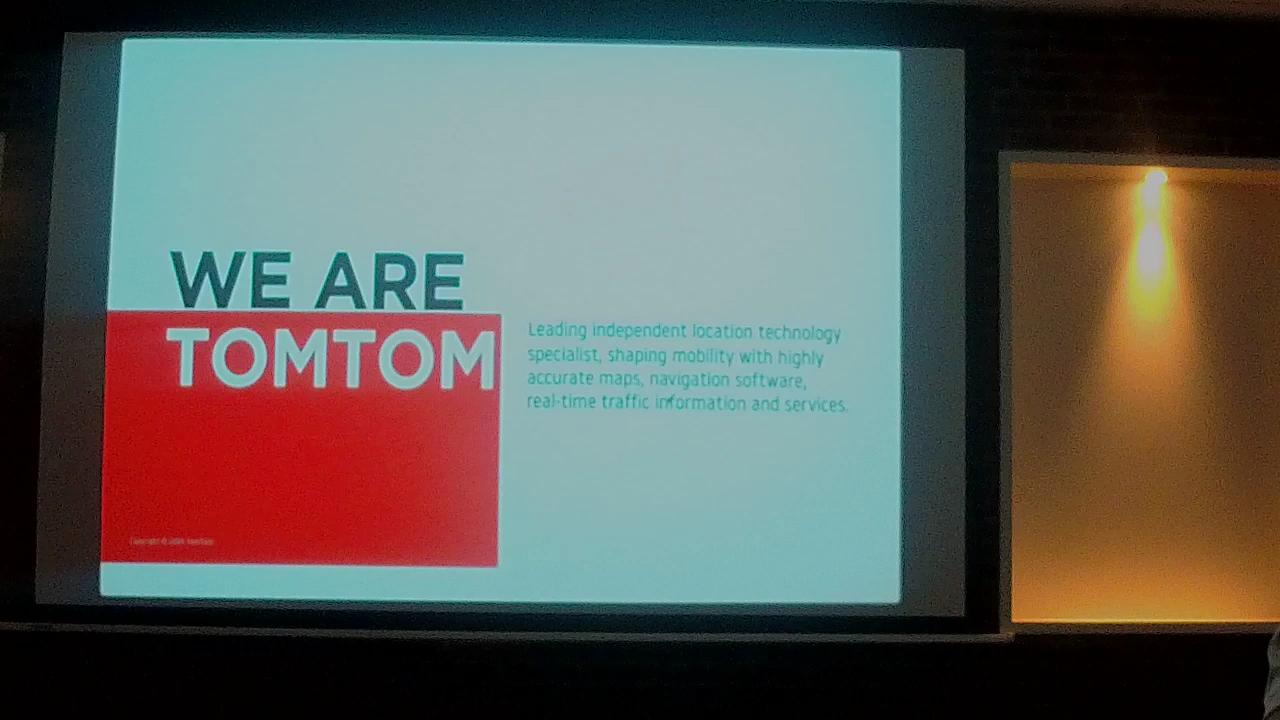 WE ARE
TOMTOM
Leading independent location technology
specialist, shaping mobility with highly
accurate maps, navigation software,
real-time traffic information and services.
Copyright ©